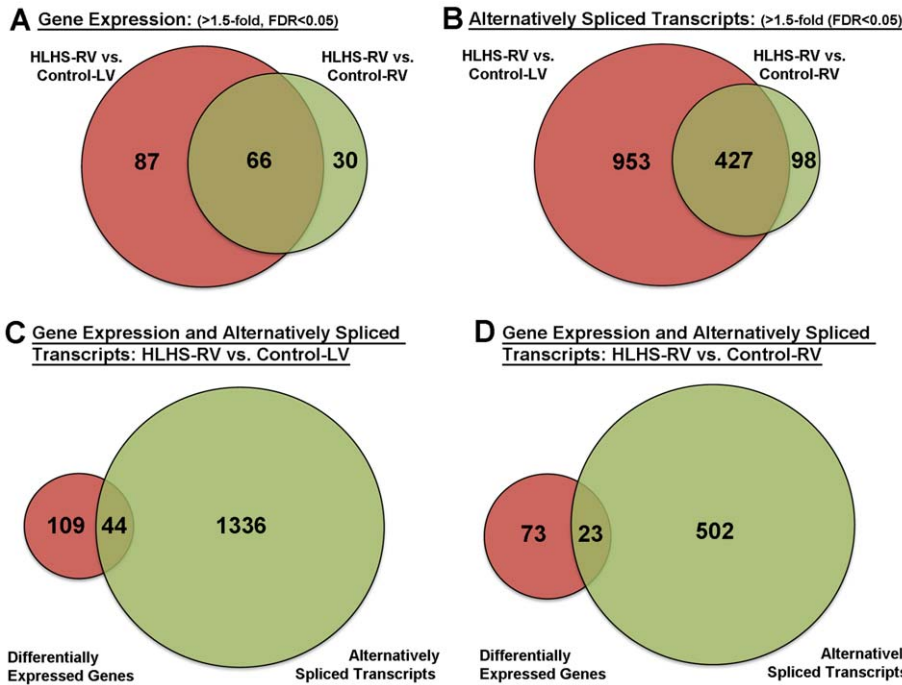 A Gene Expression: (>1.5-fold, FDR<0.05)
HLHS-RV vs.
Control-LV
HLHS-RV vs.
Control-RV
87
66
30
B Alternatively Spliced Transcripts: (>1.5-fold (FDR<0.05)
HLHS-RV vs.
Control-LV
HLHS-RV vs.
Control-RV
953
427
98
C Gene Expression and Alternatively Spliced
Transcripts: HLHS-RV vs. Control-LV
109
44
1336
Differentially
Expressed Genes
Alternatively
Spliced Transcripts
D Gene Expression and Alternatively Spliced
Transcripts: HLHS-RV vs. Control-RV
73
23
502
Differentially
Expressed Genes
Alternatively
Spliced Transcripts